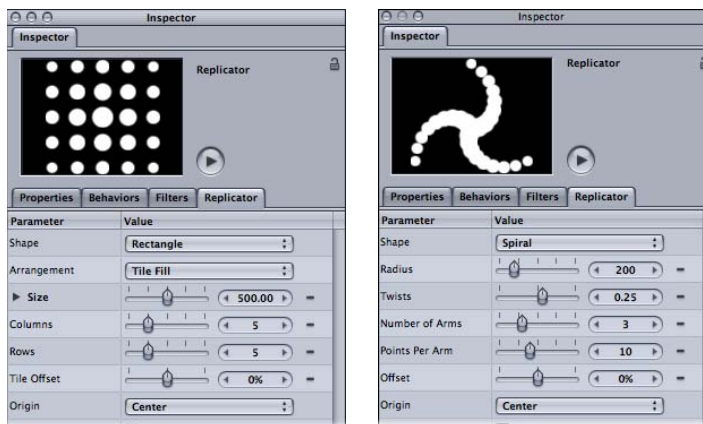 Inspector
Inspector
Replicator
Properties Behaviors Filters Replicator
Parameter Value
Shape Rectangle
Arrangement Tile Fill
Size 500.00
Columns 5
Rows 5
Tile Offset 0%
Origin Center
Inspector
Inspector
Replicator
Properties Behaviors Filters Replicator
Parameter Value
Shape Spiral
Radius 200
Twists 0.25
Number of Arms 3
Points Per Arm 10
Offset 0%
Origin Center